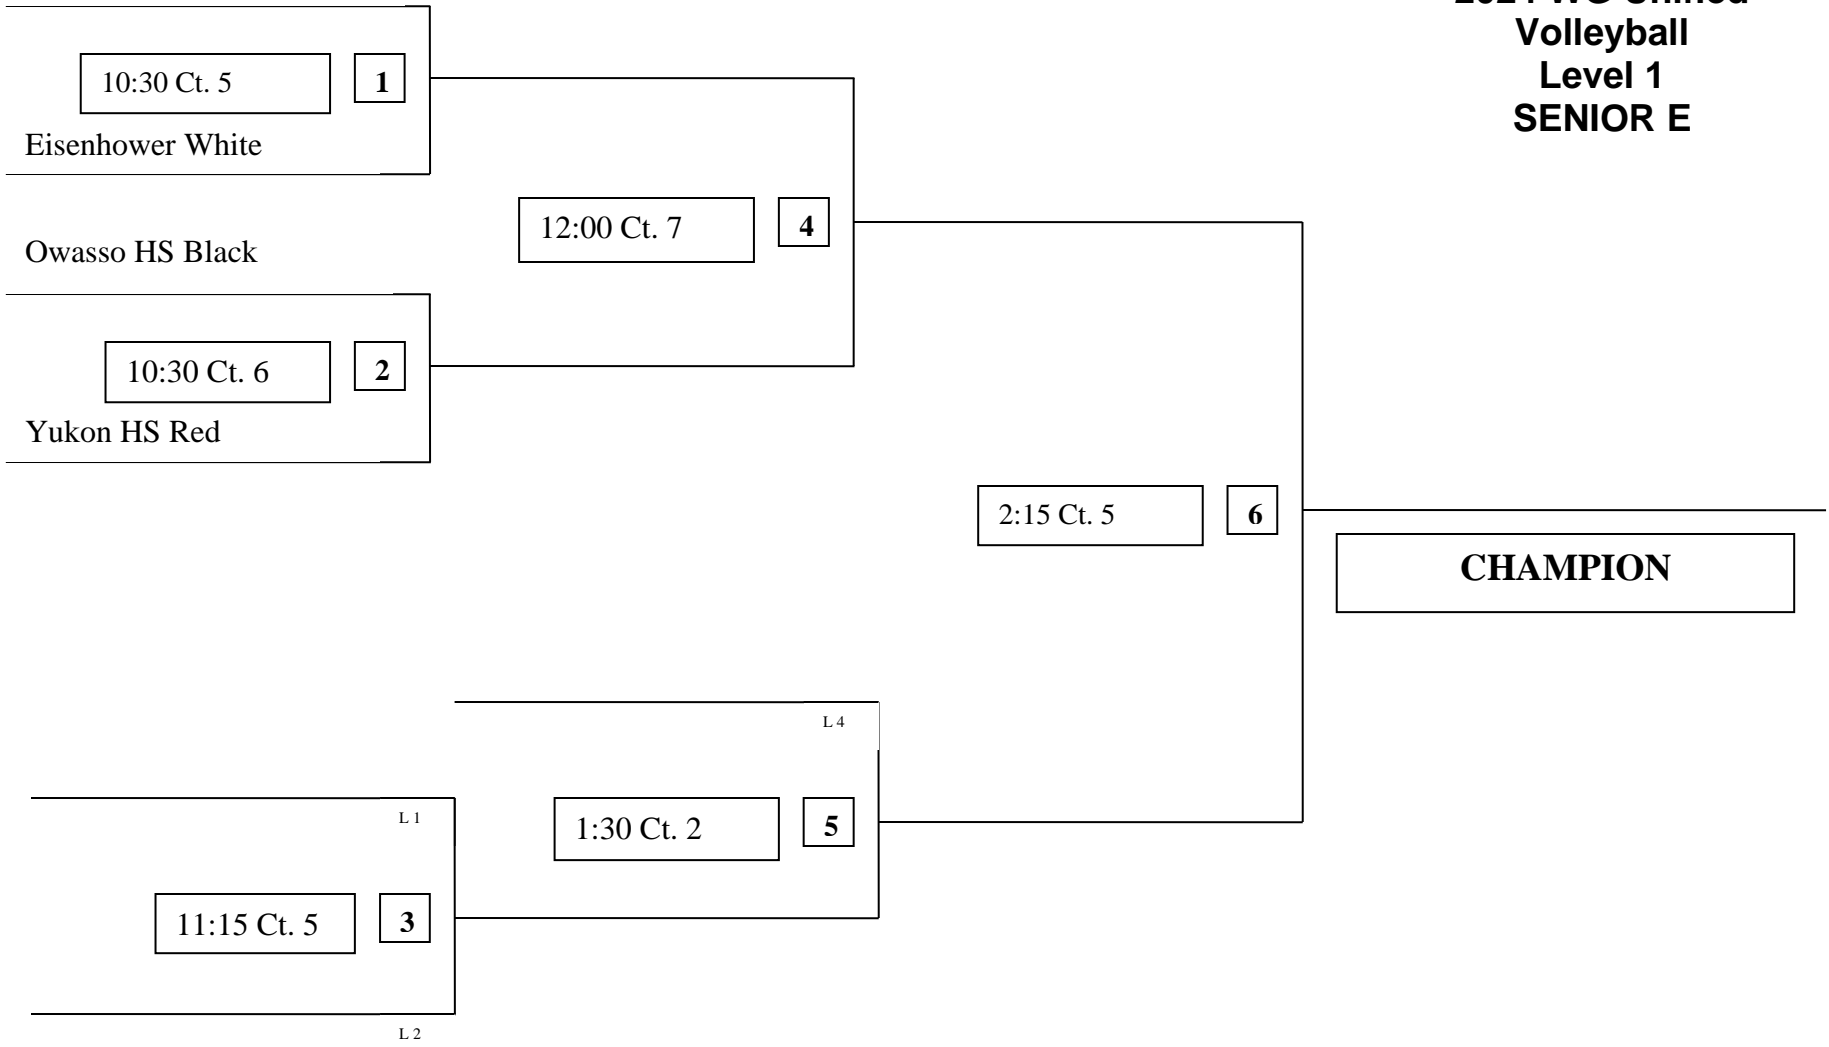 Unified
Volleyball
Level 1
SENIOR E
10:30 Ct. 5
1
Eisenhower White
12:00 Ct. 7
4
Owasso HS Black
10:30 Ct. 6
2
Yukon HS Red
2:15 Ct. 5
6
CHAMPION
L 4
L 1
1:30 Ct. 2
5
11:15 Ct. 5
3
L 2